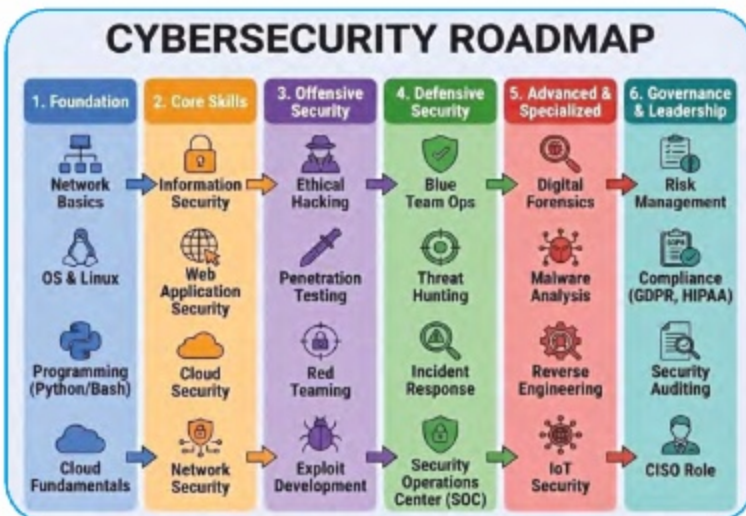 CYBERSECURITY ROADMAP
1. Foundation
Network
Basics
OS & Linux
Programming
(Python/Bash)
Cloud
Fundamentals
2. Core Skills
Information
Security
Web
Application
Security
Cloud
Security
Network
Security
3. Offensive
Security
Ethical
Hacking
Penetration
Testing
Red
Teaming
Exploit
Development
4. Defensive
Security
Blue
Team Ops
Threat
Hunting
Incident
Response
Security
Operations
Center (SOC)
5. Advanced &
Specialized
Digital
Forensics
Malware
Analysis
Reverse
Engineering
IoT
Security
6. Governance
& Leadership
Risk
Management
GDPR
Compliance
(GDPR, HIPAA)
Security
Auditing
CISO Role